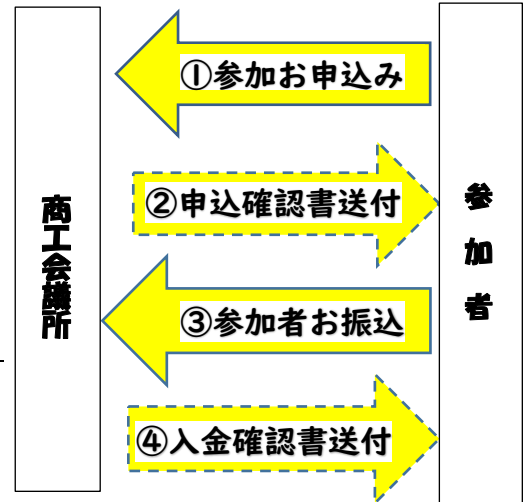 商工会議所
①参加お申込み
②申込確認書送付
③参加者お振込
④入金確認書送付
参加者